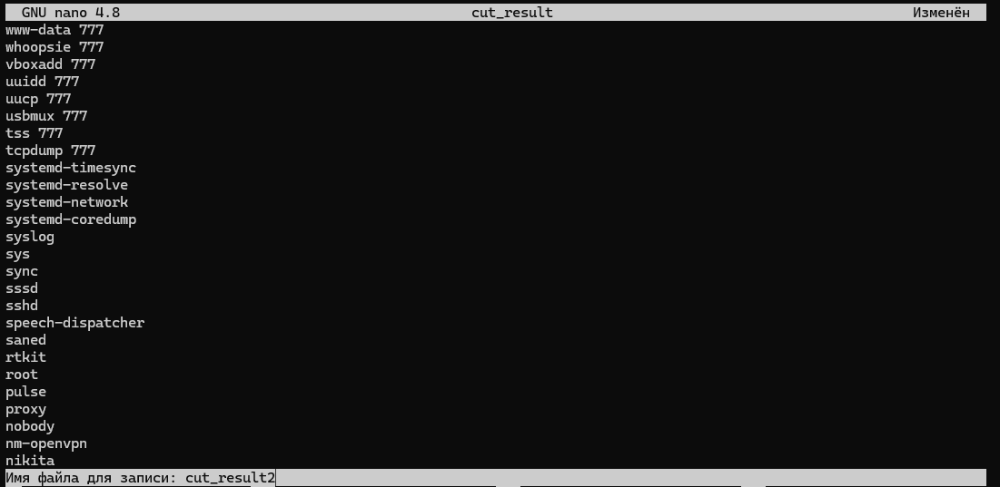 GNU nano 4.8 cut_result Изменён
www-data 777
whoopsie 777
vboxadd 777
uuidd 777
uucp 777
usbmux 777
tss 777
tcpdump 777
systemd-timesync
systemd-resolve
systemd-network
systemd-coredump
syslog
sys
sync
sssd
sshd
speech-dispatcher
saned
rtkit
root
pulse
proxy
nobody
nm-openvpn
nikita
Имя файла для записи: cut_result2